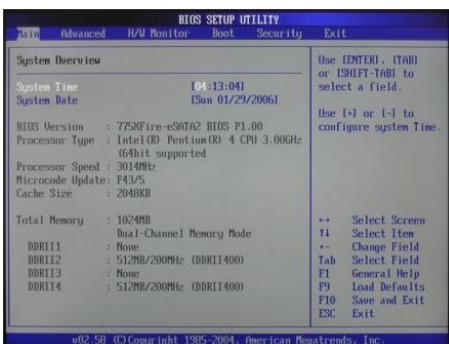 BIOS SETUP UTILITY
Main Advanced H/W Monitor Boot Security Exit
System Overview
System Time [04:13:04]
System Date [Sun 01/29/2006]
BIOS Version : 775XFire-eSATA2 BIOS P1.00
Processor Type : Intel(R) Pentium(R) 4 CPU 3.00GHz
(64bit supported
Processor Speed : 3014MHz
Microcode Update: F43/5
Cache Size : 2048KB
Total Memory : 1024MB
Dual-Channel Memory Mode
DDRII1 : None
DDRII2 : 512MB/200MHz (DDRII400)
DDRII3 : None
DDRII4 : 512MB/200MHz (DDRII400)
Use [ENTER], [TAB]
or [SHIFT-TAB] to
select a field.
Use [+] or [-] to
configure system Time.
↔ Select Screen
↑↓ Select Item
+- Change Field
Tab Select Field
F1 General Help
F9 Load Defaults
F10 Save and Exit
ESC Exit
v02.58 (C)Copyright 1985-2004, American Megatrends, Inc.